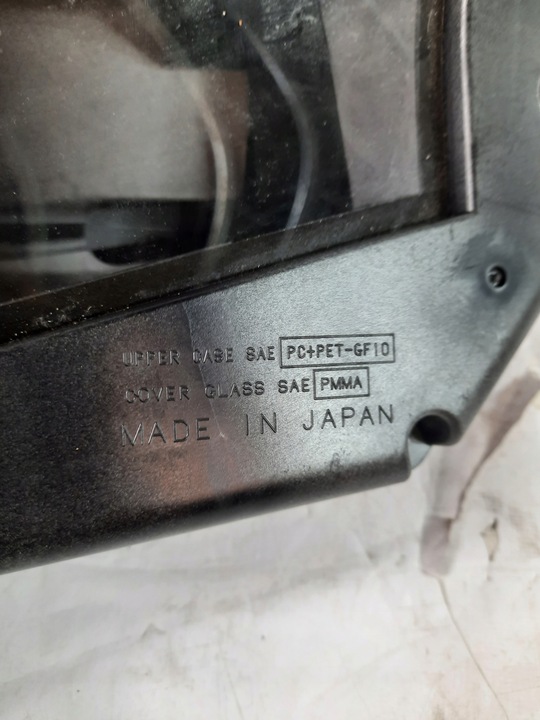 UPPER CASE SAE PC+PET-GF10
COVER GLASS SAE PMMA
MADE IN JAPAN